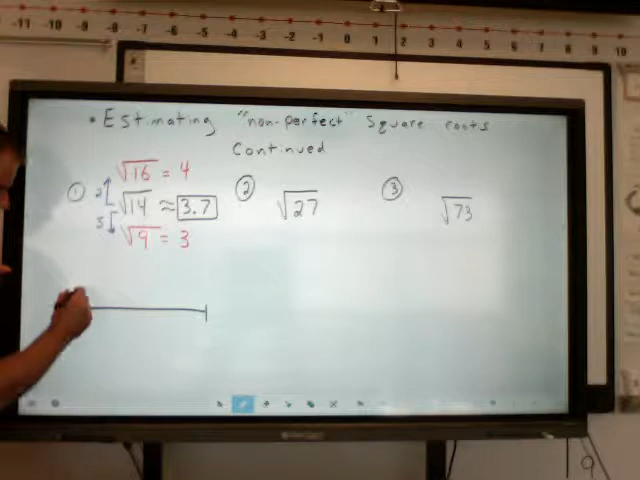 -11 -10 -9 -8 -7 -6 -5 -4 -3 -2 -1 0 1 2 3 4 5 6 7 8 9 10
• Estimating "non-perfect" Square roots
Continued
√16 = 4
① 2 √14 ≈ 3.7
5 √9 = 3
② √27
③ √73
9